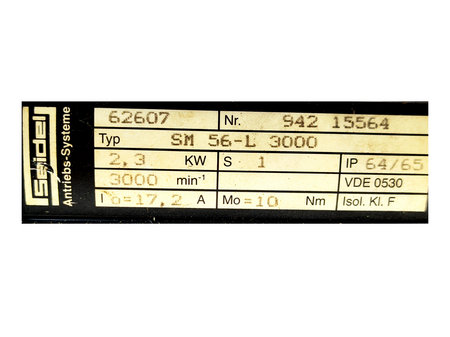 Seidel
Antriebs-Systeme
62607 Nr. 942 15564
Typ SM 56-L 3000
2,3 KW S 1 IP 64/65
3000 min-1 VDE 0530
Io=17,2 A Mo=10 Nm Isol. Kl. F